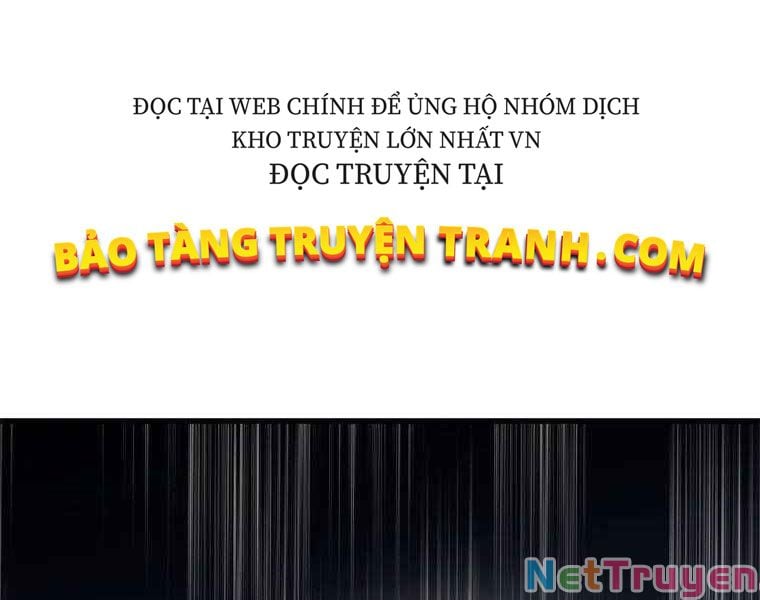 ĐỌC TẠI WEB CHÍNH ĐỂ ỦNG HỘ NHÓM DỊCH
KHO TRUYỆN LỚN NHẤT VN
ĐỌC TRUYỆN TẠI
BẢO TÀNG TRUYỆN TRANH.COM
NetTruyen